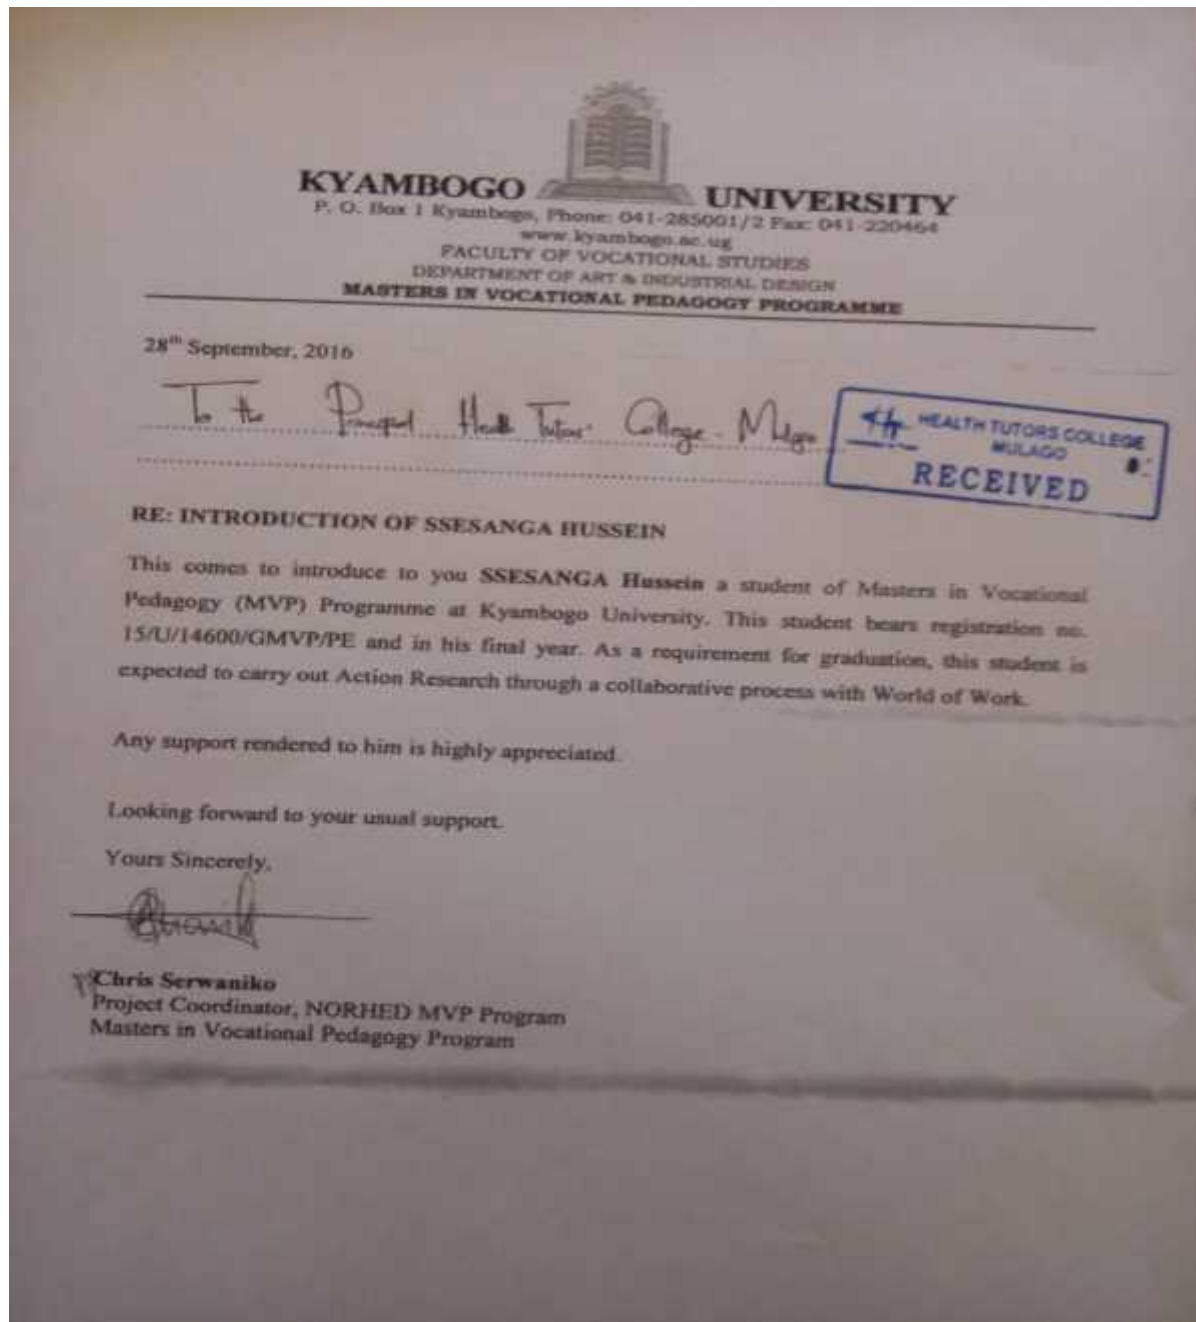 KYAMBOGO UNIVERSITY
P. O. Box 1 Kyambogo, Phone: 041-285001/2 Fax: 041-220464
www.kyambogo.ac.ug
FACULTY OF VOCATIONAL STUDIES
DEPARTMENT OF ART & INDUSTRIAL DESIGN
MASTERS IN VOCATIONAL PEDAGOGY PROGRAMME
28th September, 2016
To the Principal Health Tutors' College - Mulago
HEALTH TUTORS COLLEGE
MULAGO
RECEIVED
RE: INTRODUCTION OF SSESANGA HUSSEIN
This comes to introduce to you SSESANGA Hussein a student of Masters in Vocational
Pedagogy (MVP) Programme at Kyambogo University. This student bears registration no.
15/U/14600/GMVP/PE and in his final year. As a requirement for graduation, this student is
expected to carry out Action Research through a collaborative process with World of Work.
Any support rendered to him is highly appreciated.
Looking forward to your usual support.
Yours Sincerely,
Chris Serwaniko
Project Coordinator, NORHED MVP Program
Masters in Vocational Pedagogy Program